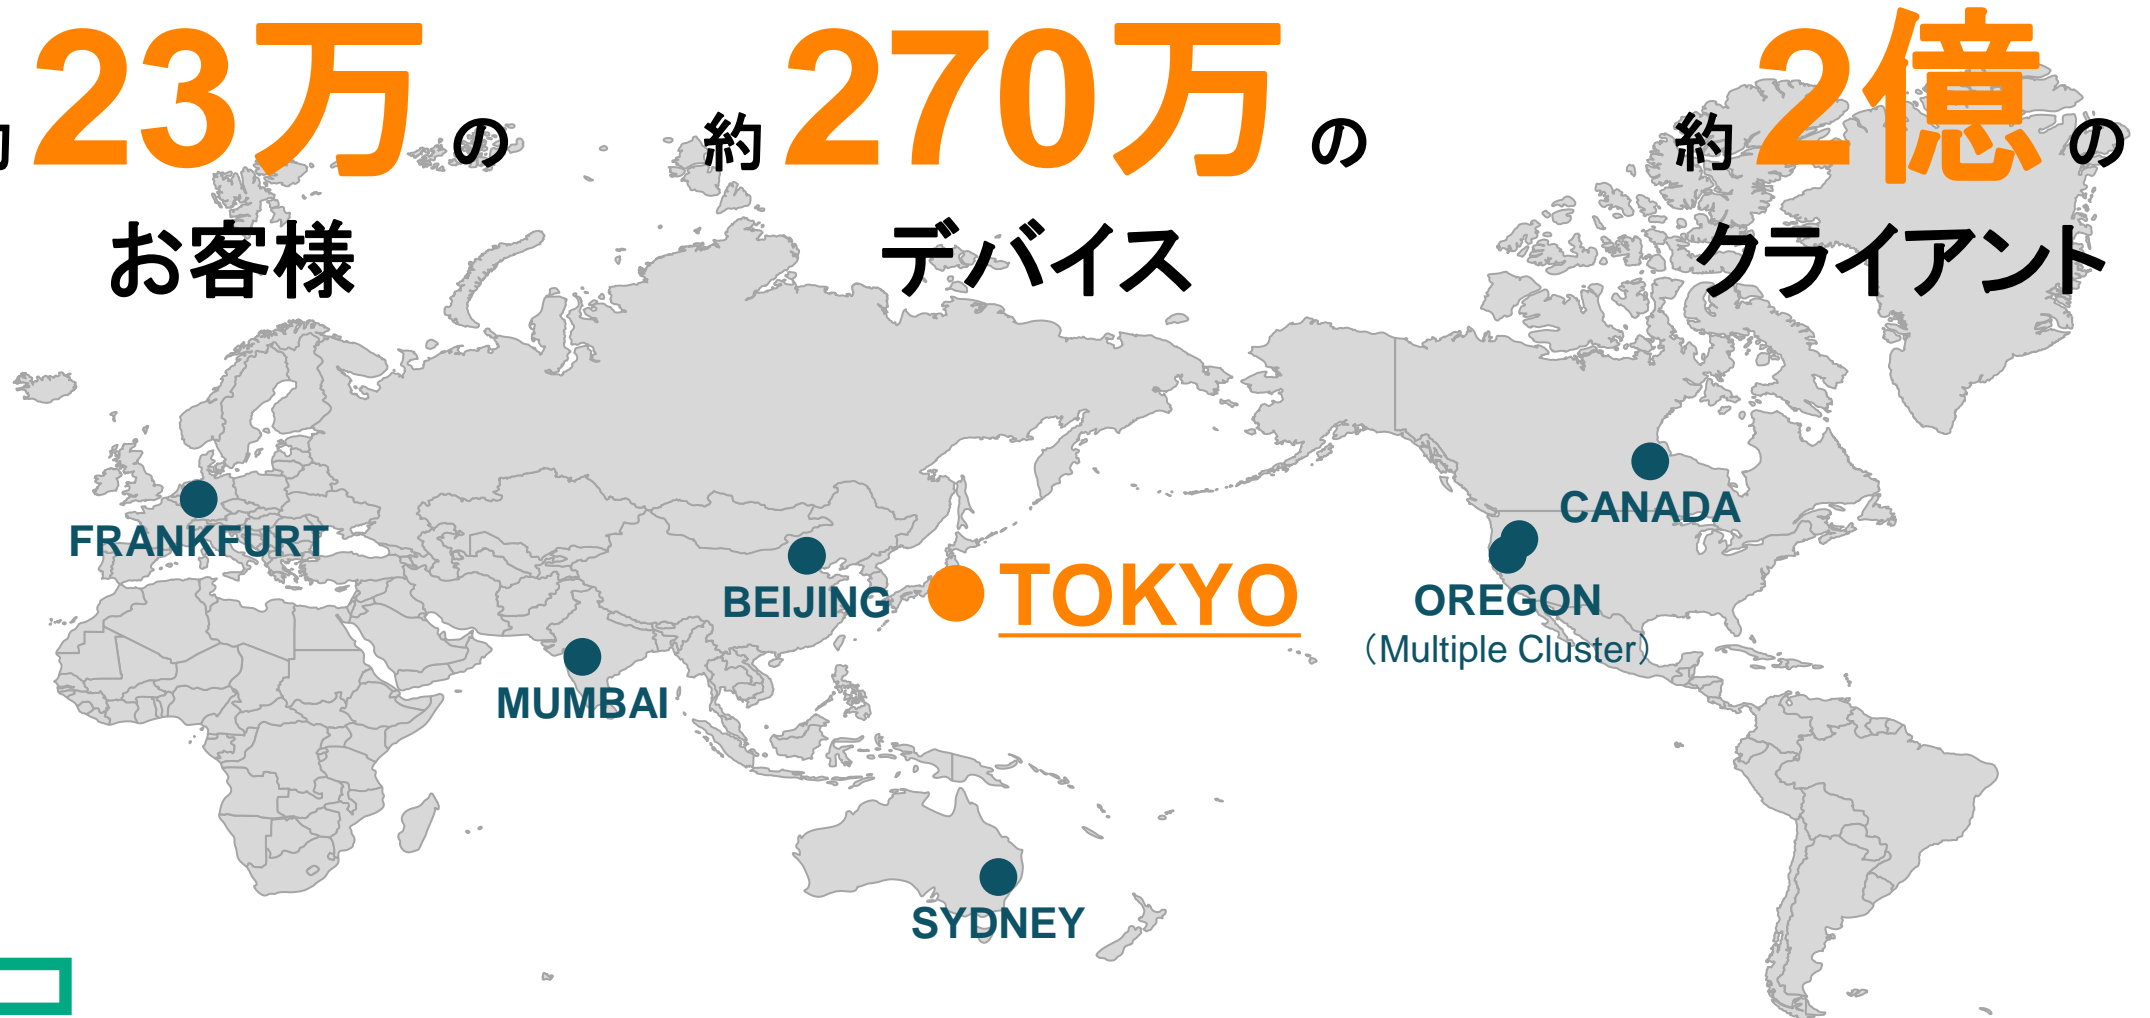 約23万の
お客様
約270万の
デバイス
約2億の
クライアント
FRANKFURT
MUMBAI
BEIJING
TOKYO
SYDNEY
CANADA
OREGON
（Multiple Cluster）